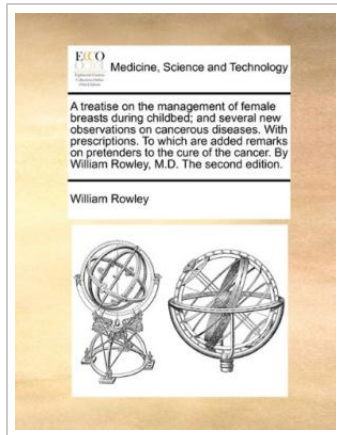 ECCO
Medicine, Science and Technology
A treatise on the management of female
breasts during childbed; and several new
observations on cancerous diseases. With
prescriptions. To which are added remarks
on pretenders to the cure of the cancer. By
William Rowley, M.D. The second edition.
William Rowley